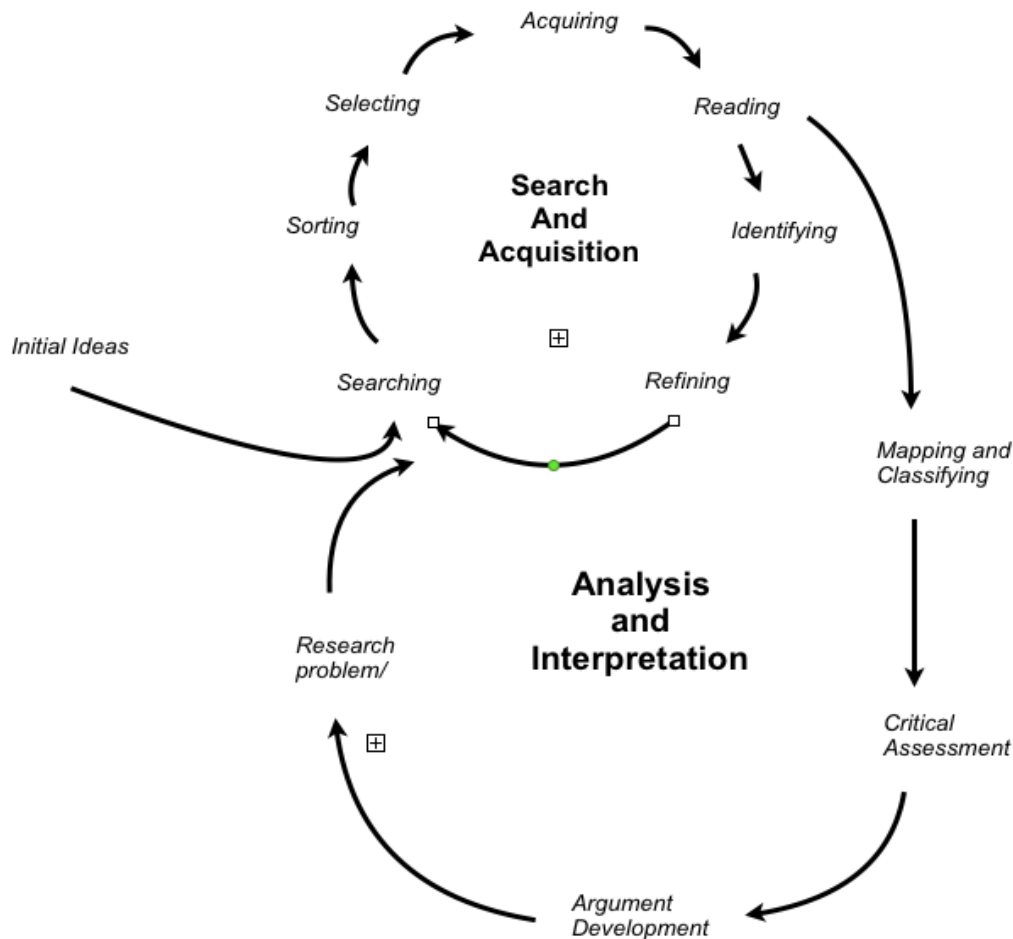 Acquiring
Selecting
Reading
Search
And
Acquisition
Sorting
Identifying
Initial Ideas
Searching
Refining
Mapping and
Classifying
Analysis
and
Interpretation
Research
problem/
Critical
Assessment
Argument
Development